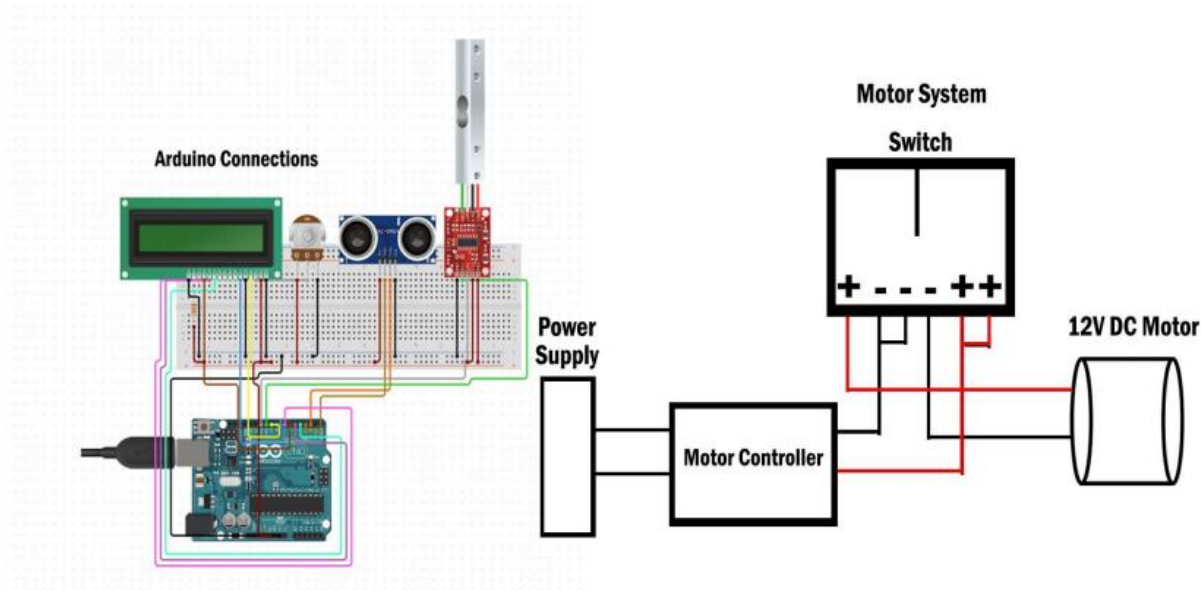 Arduino Connections
Motor System
Switch
+ - - - + +
Power
Supply
Motor Controller
12V DC Motor